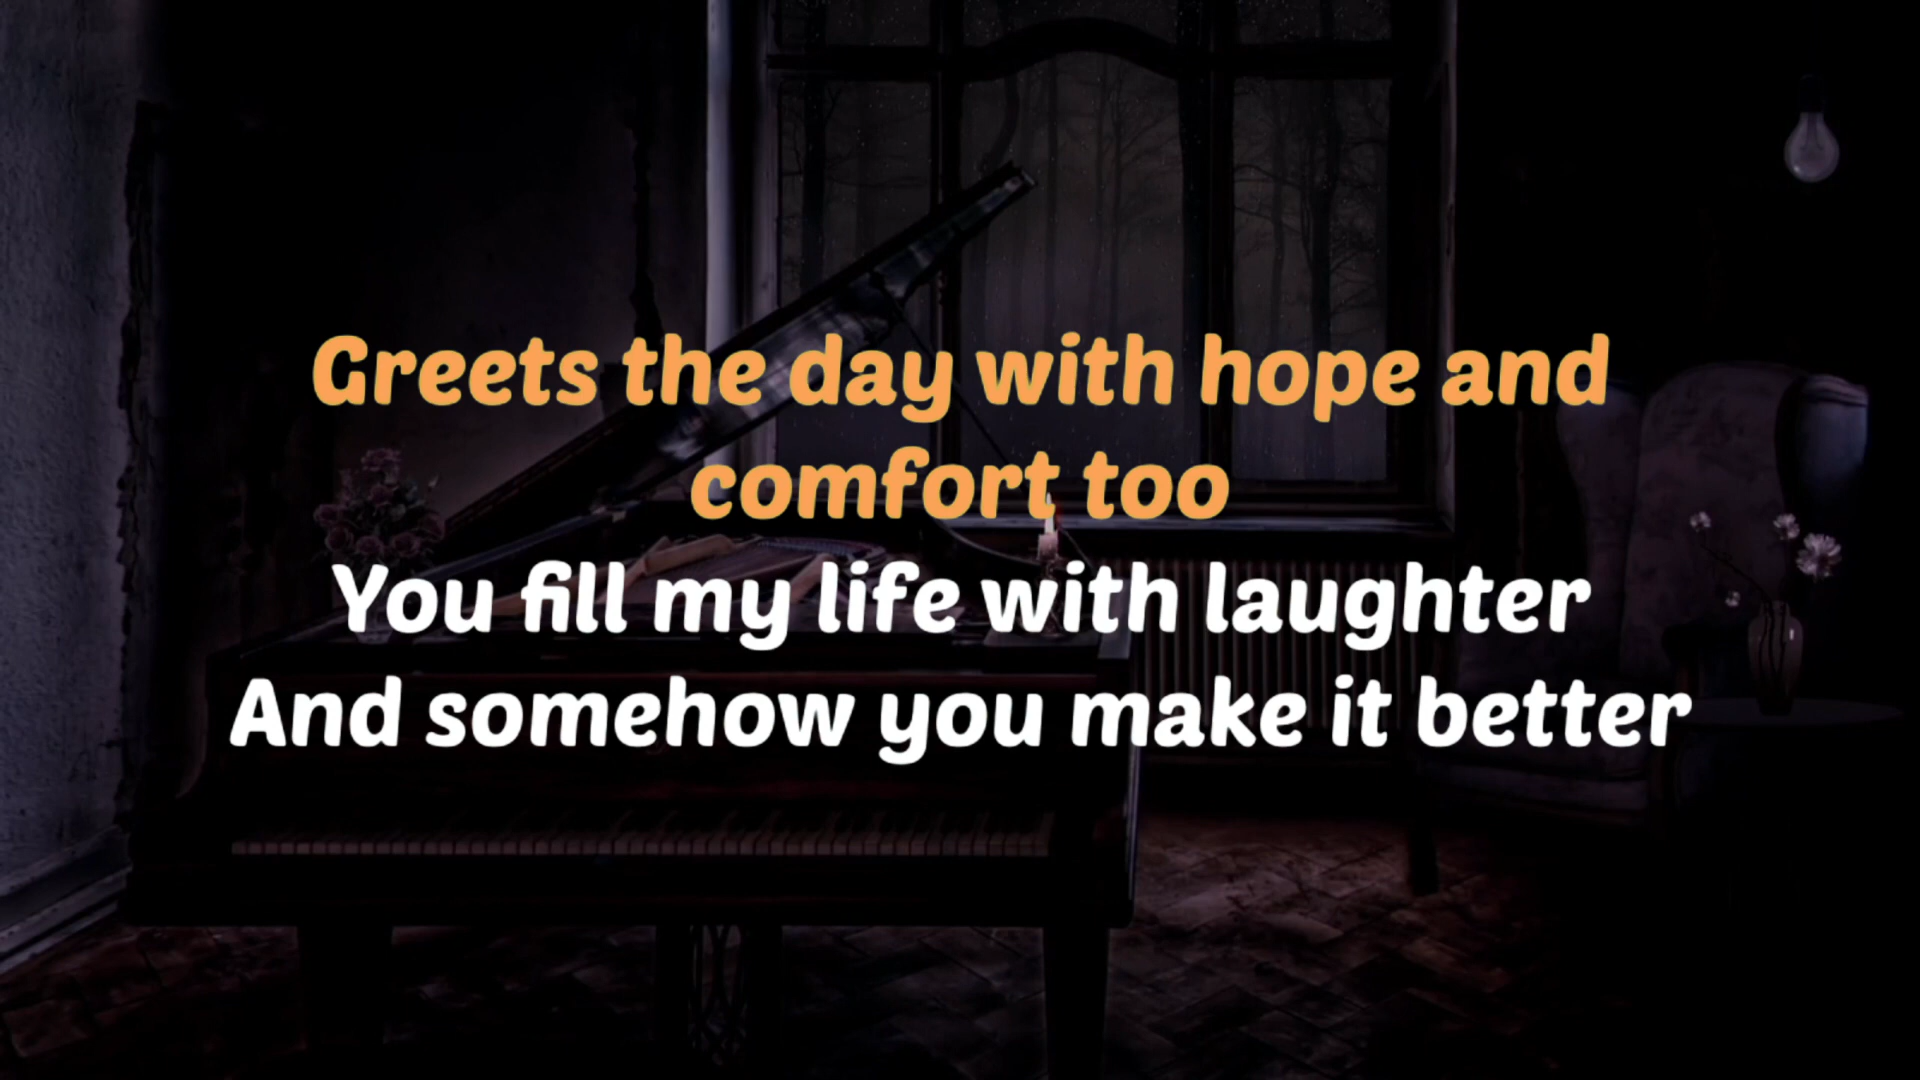 Greets the day with hope and
comfort too
You fill my life with laughter
And somehow you make it better